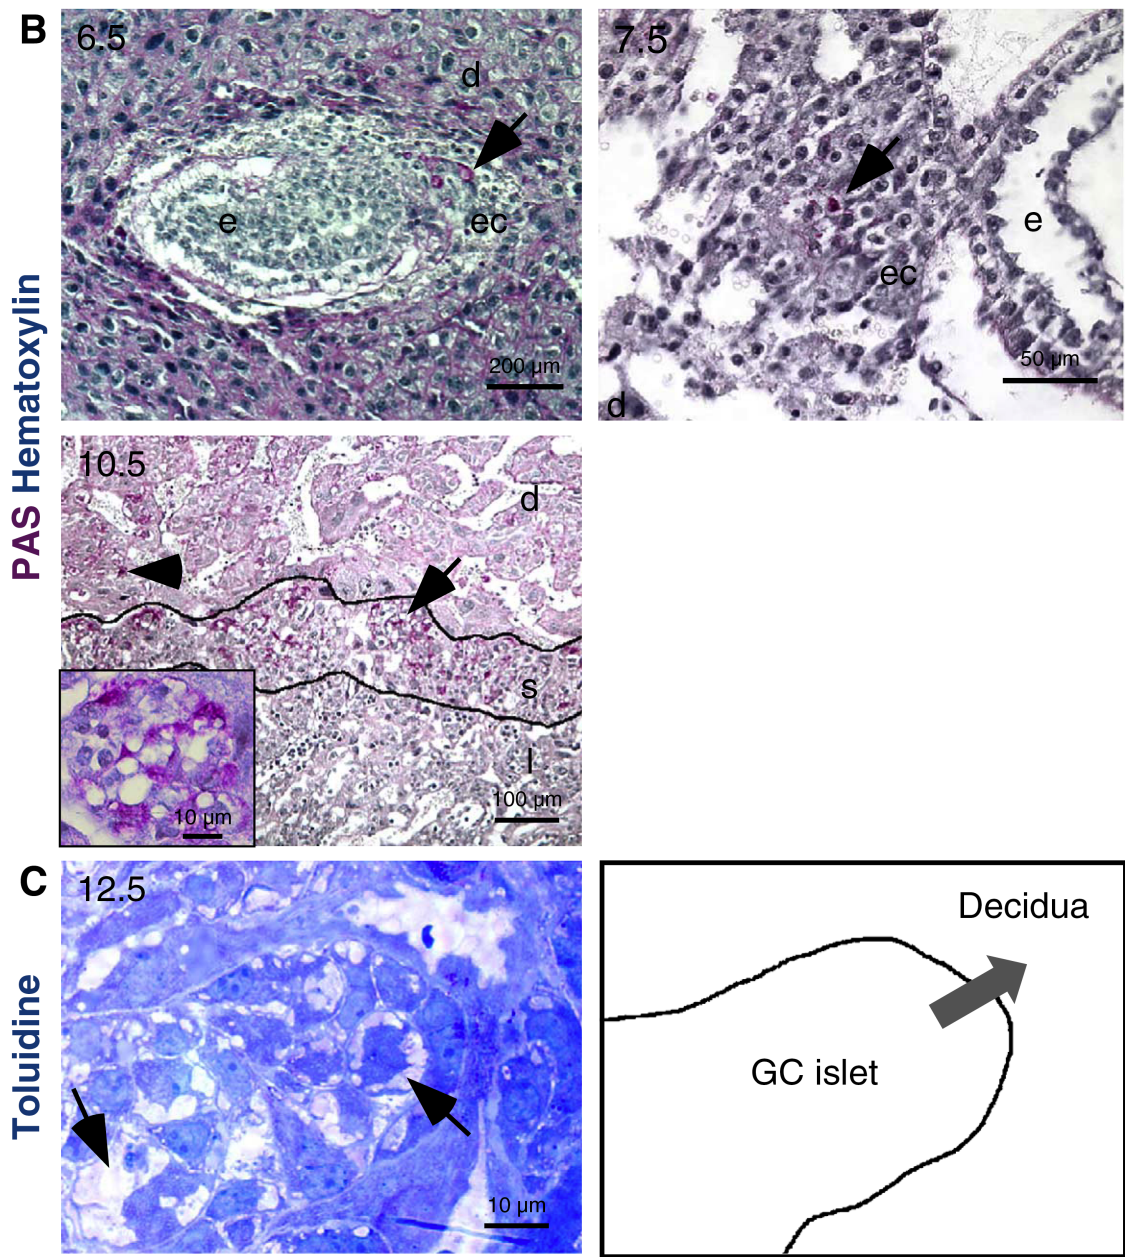 B
PAS Hematoxylin
6.5
d
e
ec
200 µm
7.5
e
ec
d
50 µm
10.5
d
s
l
100 µm
10 µm
C
Toluidine
12.5
10 µm
Decidua
GC islet